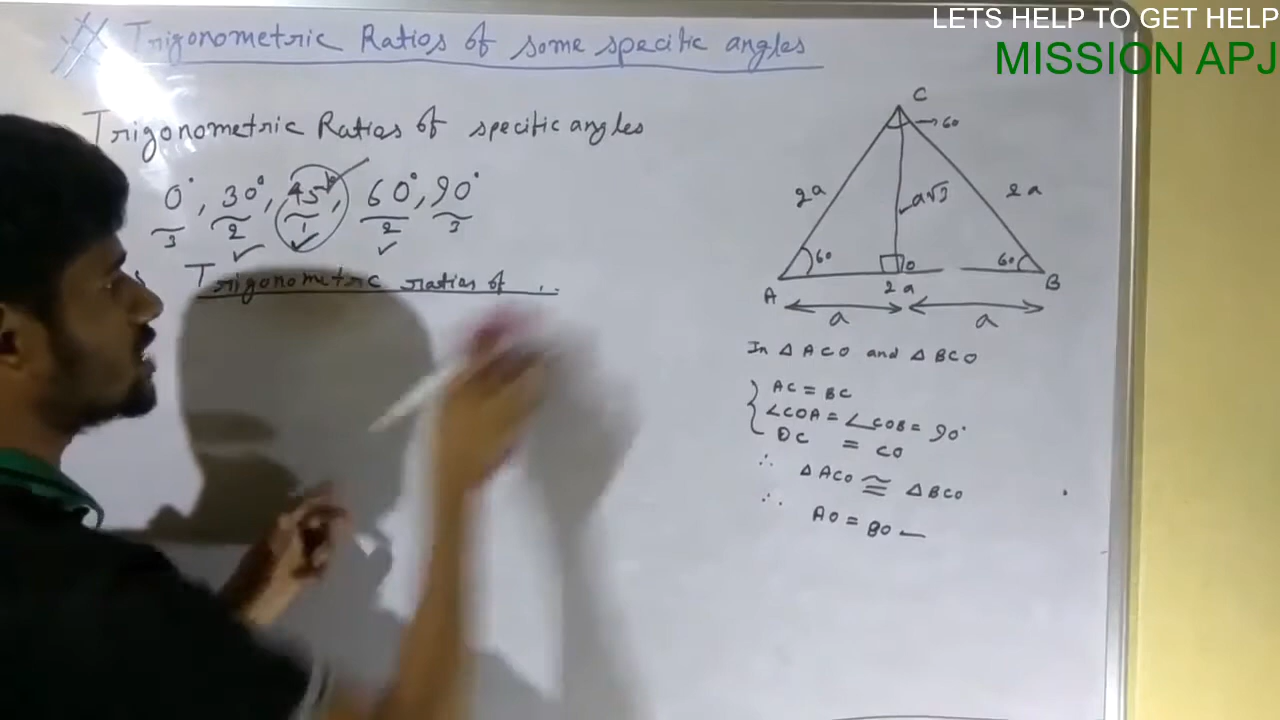 LETS HELP TO GET HELP
MISSION APJ
Trigonometric Ratios of some specific angles
Trigonometric Ratios of specific angles
0°, 30°, 45°, 60°, 90°
3 2 1 2 3
Trigonometric ratios of
C
60
2a
a√3
2a
60
O
60
A
2a
B
a
a
In △ ACO and △ BCO
AC = BC
∠COA = ∠COB = 90°
OC = CO
∴ △ ACO ≅ △ BCO
∴ AO = BO